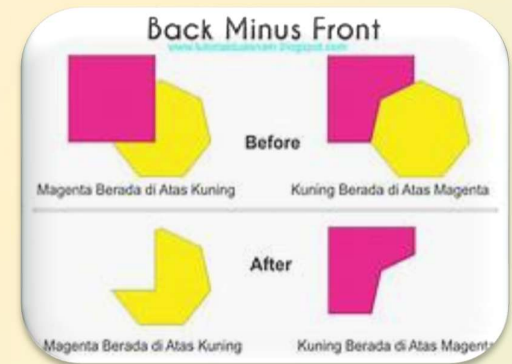 Back Minus Front
Before
Magenta Berada di Atas Kuning
Kuning Berada di Atas Magenta
After
Magenta Berada di Atas Kuning
Kuning Berada di Atas Magenta